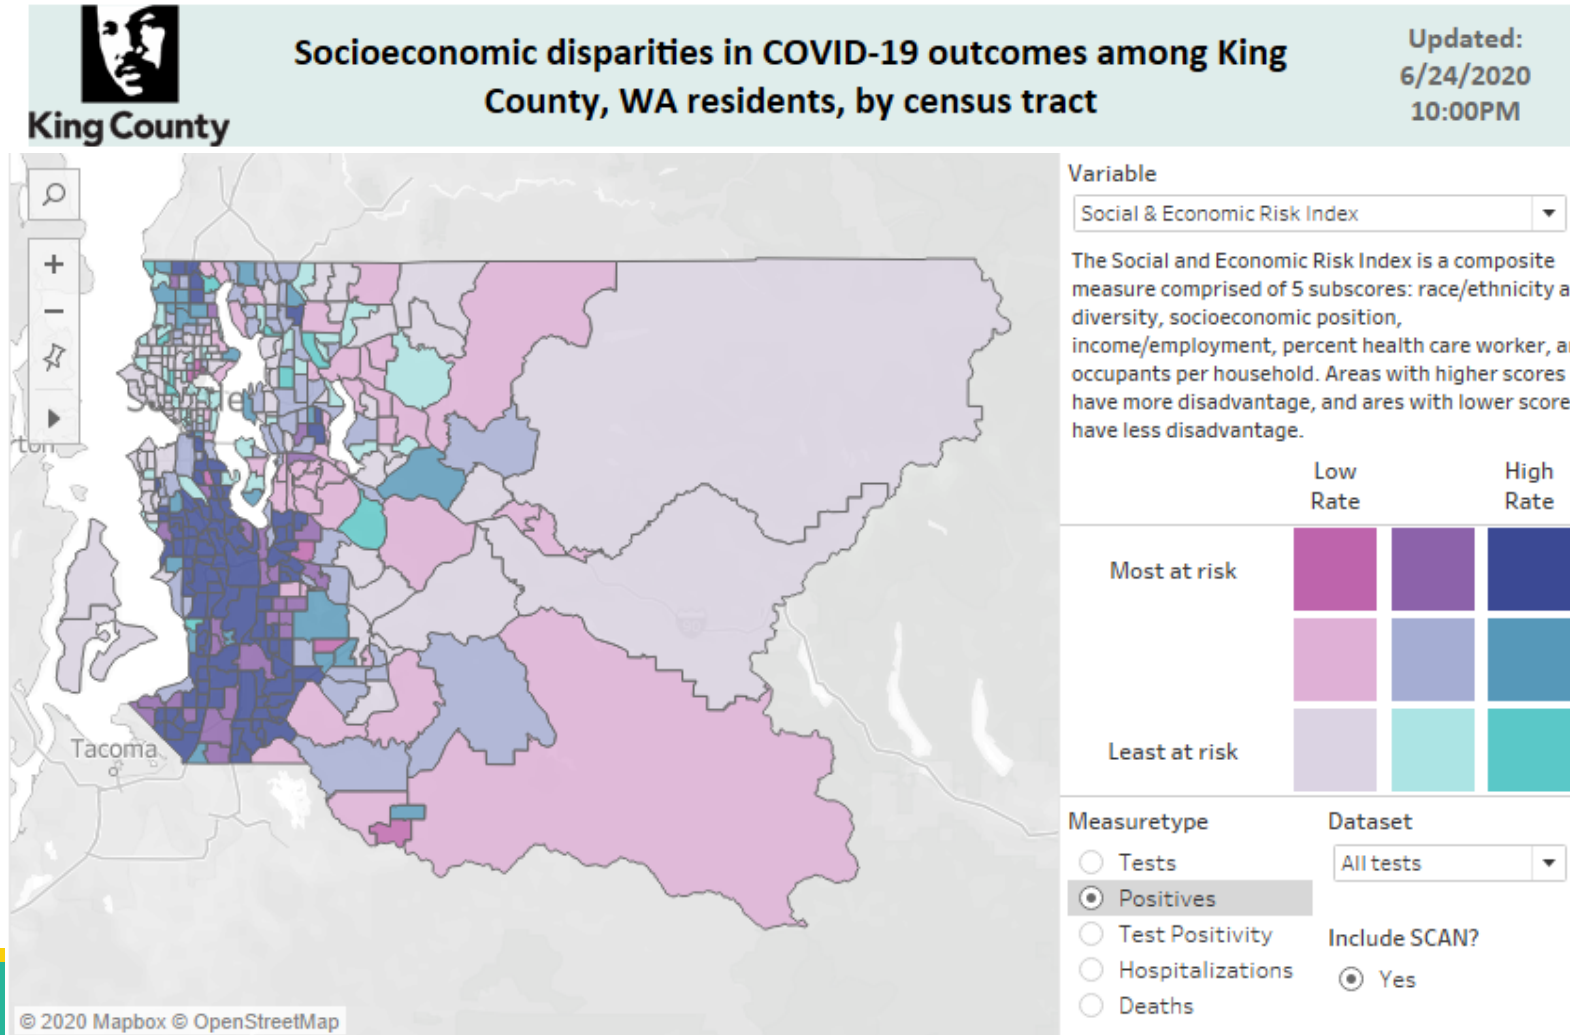 King County
Socioeconomic disparities in COVID-19 outcomes among King
County, WA residents, by census tract
Updated:
6/24/2020
10:00PM
Variable
Social & Economic Risk Index
The Social and Economic Risk Index is a composite
measure comprised of 5 subscores: race/ethnicity a
diversity, socioeconomic position,
income/employment, percent health care worker, a
occupants per household. Areas with higher scores
have more disadvantage, and ares with lower score
have less disadvantage.
Low
Rate
High
Rate
Most at risk
Least at risk
Measuretype
Tests
Positives
Test Positivity
Hospitalizations
Deaths
Dataset
All tests
Include SCAN?
Yes
ton
Tacoma
© 2020 Mapbox © OpenStreetMap